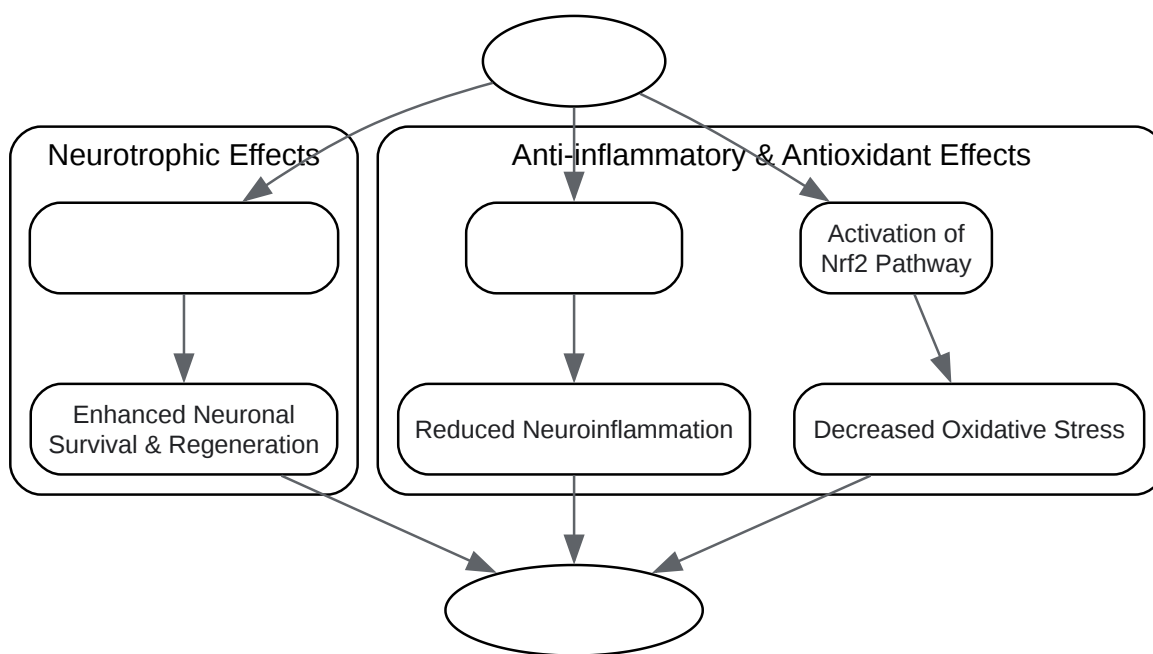 Neurotrophic Effects
Anti-inflammatory & Antioxidant Effects
Activation of
Nrf2 Pathway
Enhanced Neuronal
Survival & Regeneration
Reduced Neuroinflammation
Decreased Oxidative Stress